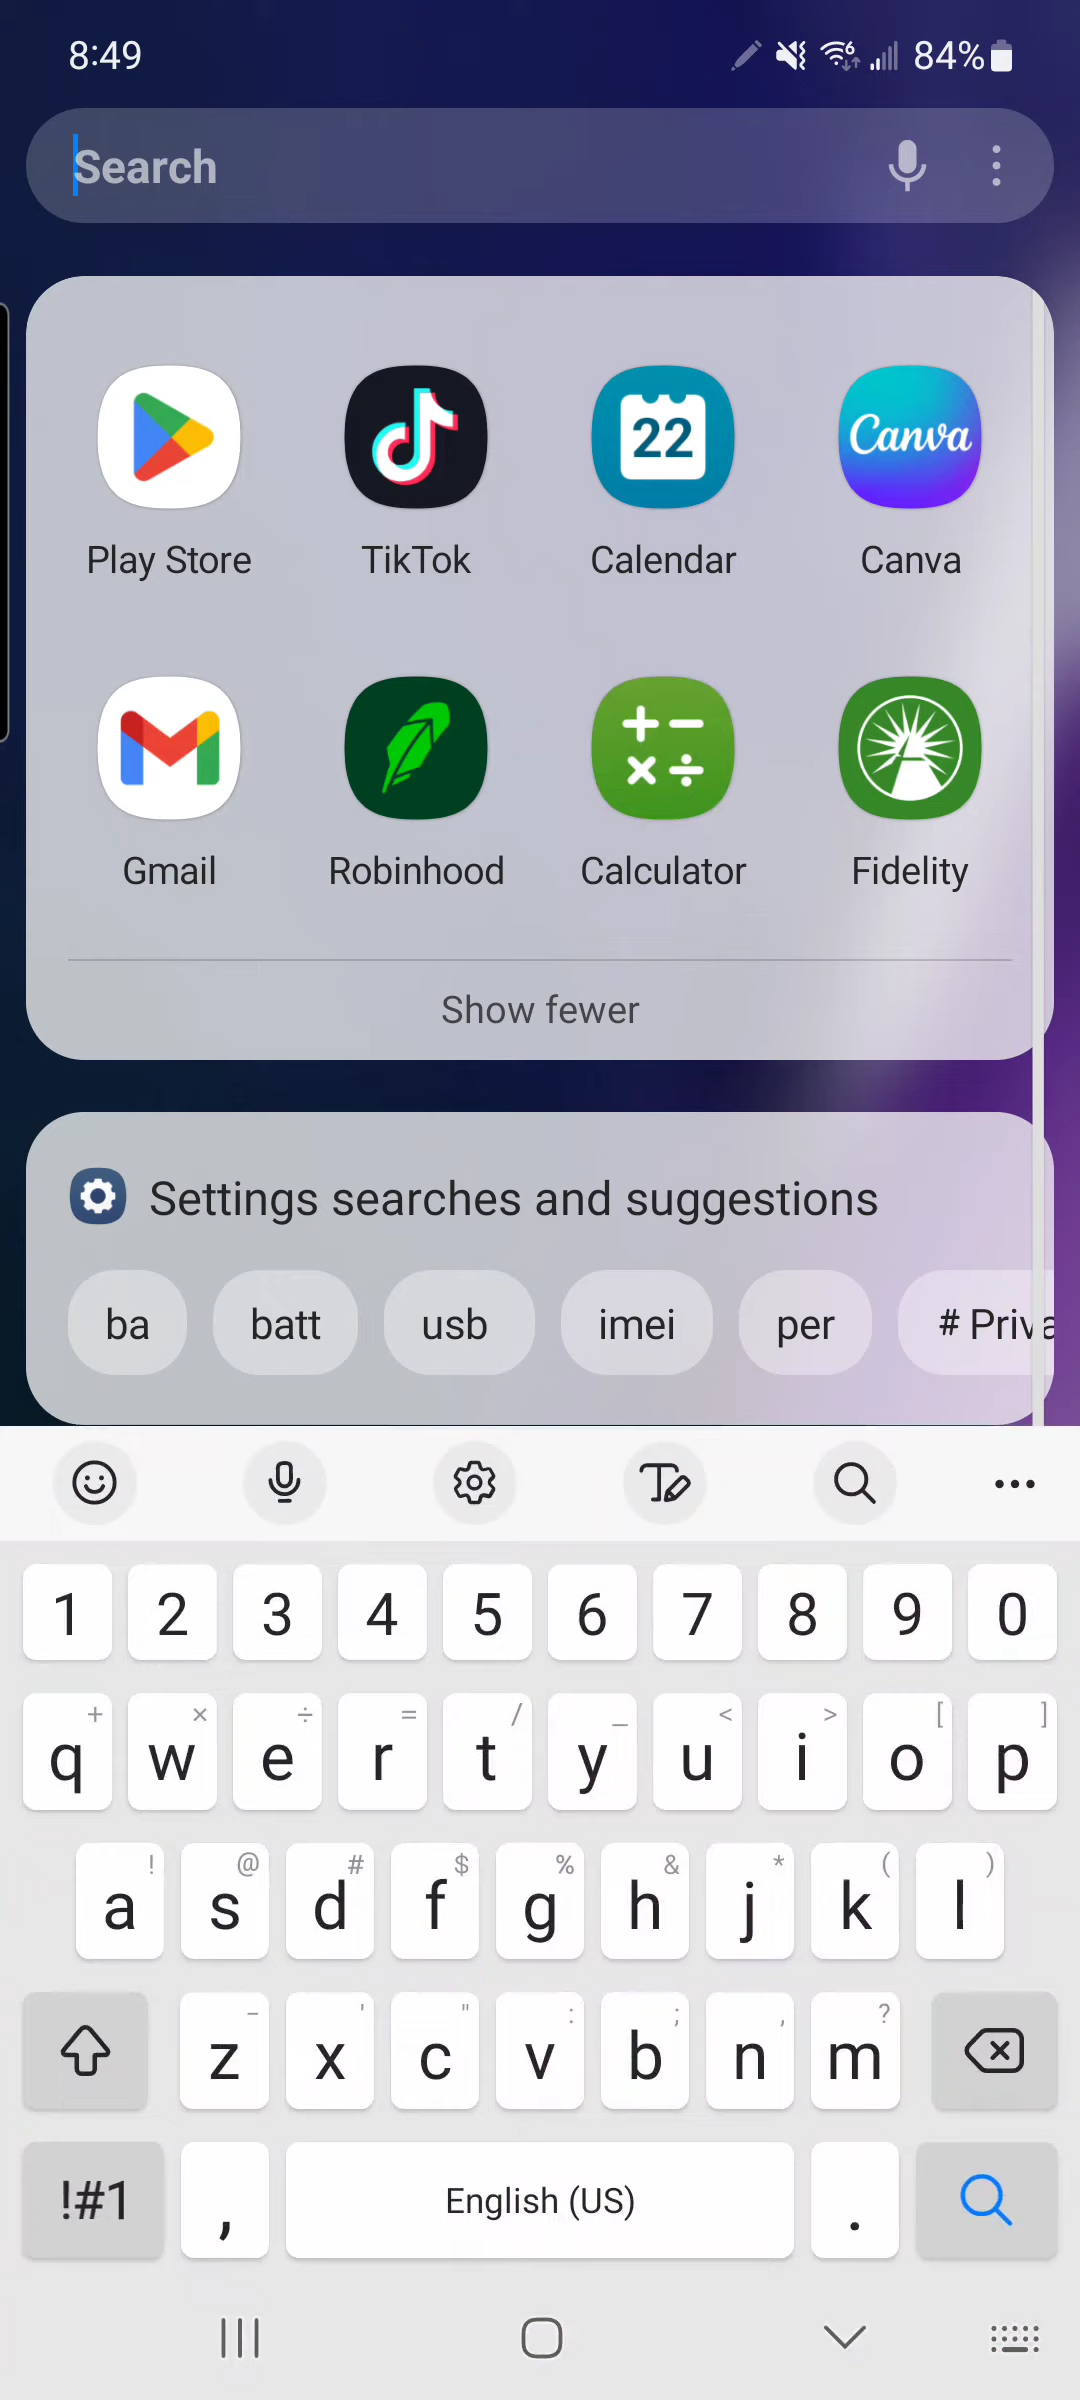 8:49
6 84%
Search
22
Canva
Play Store TikTok Calendar Canva
Gmail Robinhood Calculator Fidelity
Show fewer
Settings searches and suggestions
ba batt usb imei per # Priva
1 2 3 4 5 6 7 8 9 0
+ × ÷ = / _ < > [ ]
q w e r t y u i o p
! @ # $ % & * ( )
a s d f g h j k l
- ' " : ; , ?
z x c v b n m
!#1 , English (US) .